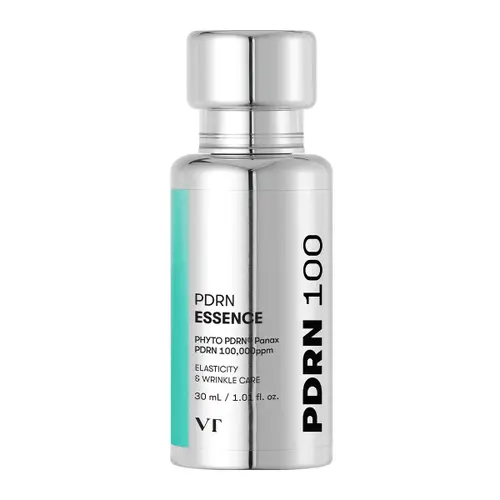 PDRN
ESSENCE
PHYTO PDRN® Panax
PDRN 100,000ppm
ELASTICITY
& WRINKLE CARE
30 mL / 1.01 fl. oz.
VT
PDRN 100